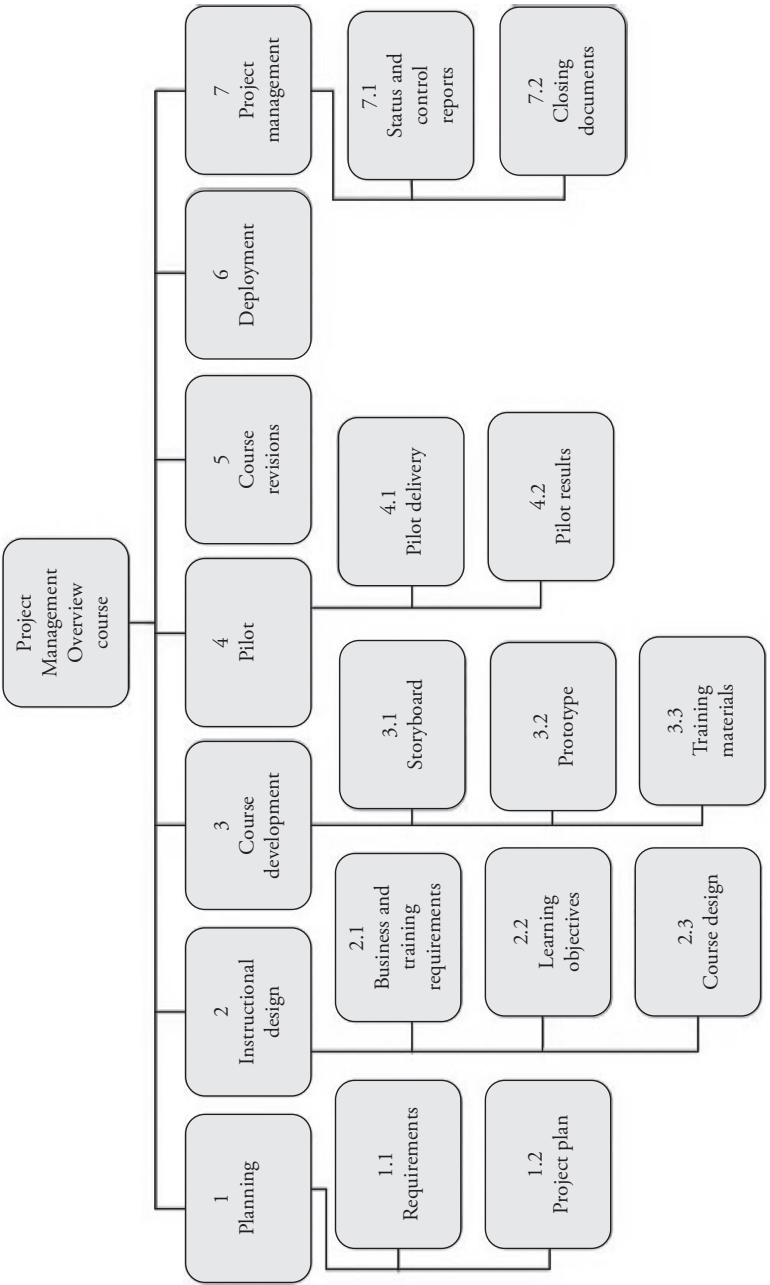 Project
Management
Overview
course
1
Planning
1.1
Requirements
1.2
Project plan
2
Instructional
design
2.1
Business and
training
requirements
2.2
Learning
objectives
2.3
Course design
3
Course
development
3.1
Storyboard
3.2
Prototype
3.3
Training
materials
4
Pilot
4.1
Pilot delivery
4.2
Pilot results
5
Course
revisions
6
Deployment
7
Project
management
7.1
Status and
control
reports
7.2
Closing
documents